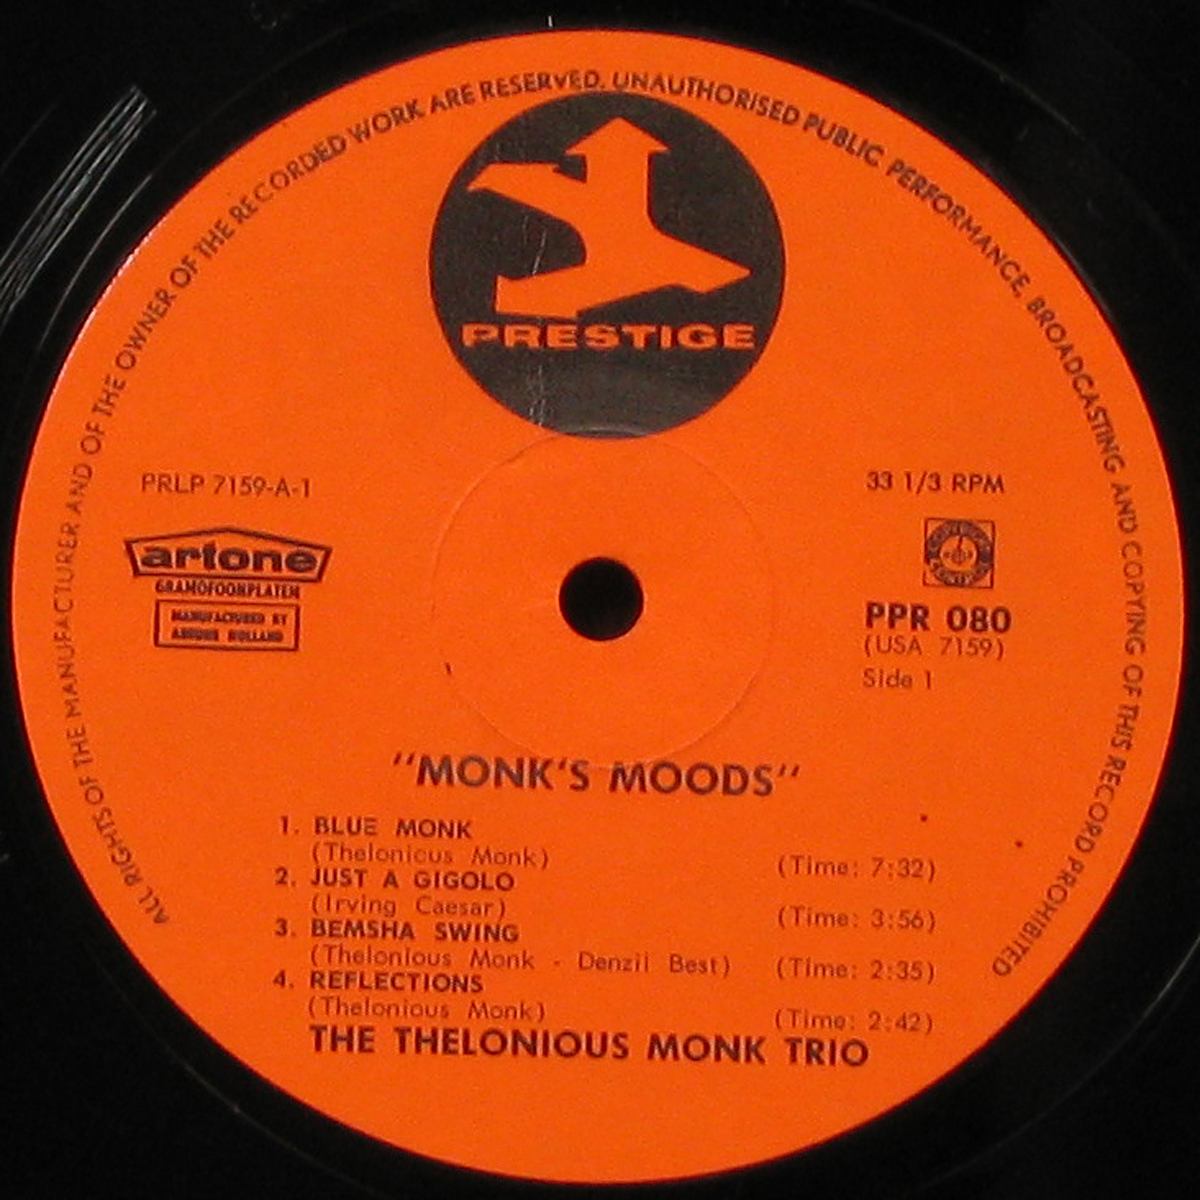 ALL RIGHTS OF THE MANUFACTURER AND OF THE OWNER OF THE RECORDED WORK ARE RESERVED. UNAUTHORISED PUBLIC PERFORMANCE, BROADCASTING AND COPYING OF THIS RECORD PROHIBITED
PRESTIGE
PRLP 7159-A-1
33 1/3 RPM
artone
GRAMOFOONPLATEN
MANUFACTURED BY
ARTONE HOLLAND
PPR 080
(USA 7159)
Side 1
"MONK'S MOODS"
1. BLUE MONK
(Thelonious Monk) (Time: 7:32)
2. JUST A GIGOLO
(Irving Caesar) (Time: 3:56)
3. BEMSHA SWING
(Thelonious Monk - Denzil Best) (Time: 2:35)
4. REFLECTIONS
(Thelonious Monk) (Time: 2:42)
THE THELONIOUS MONK TRIO